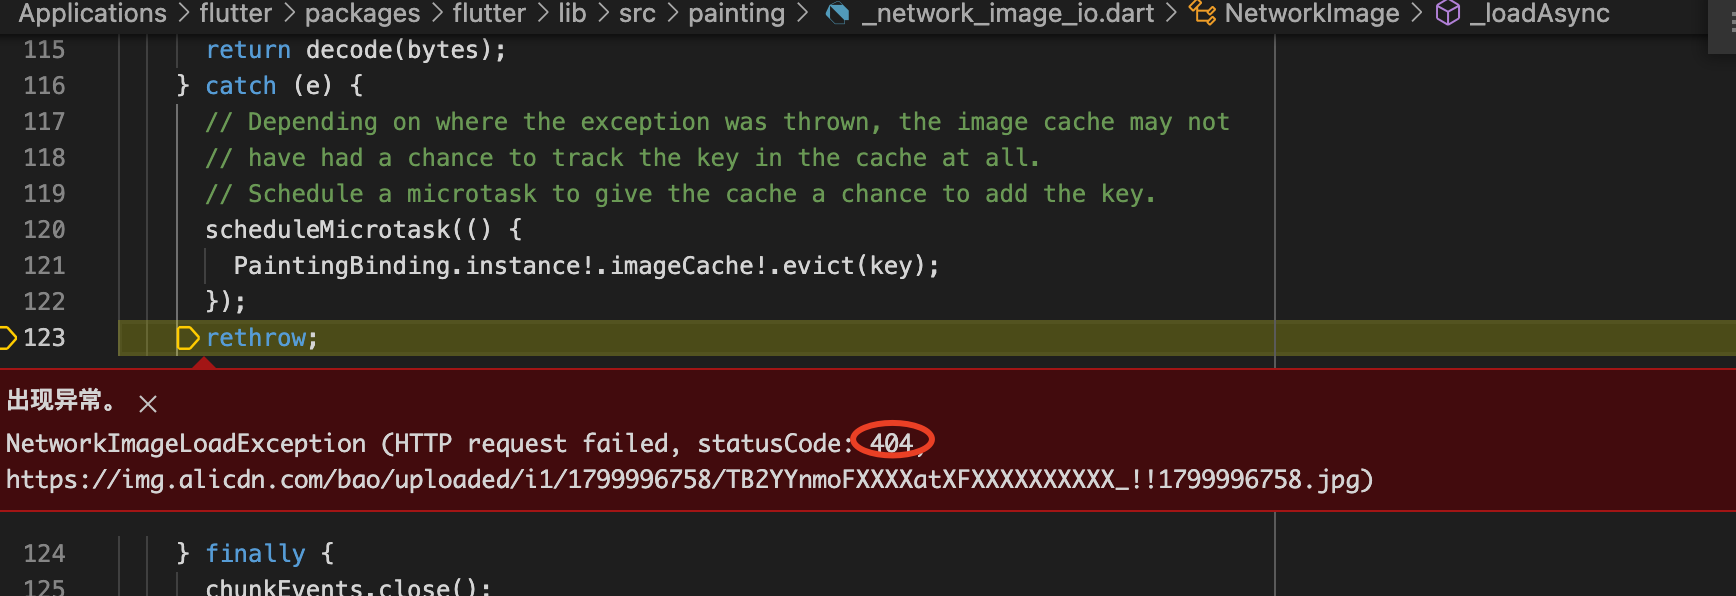 Applications > flutter > packages > flutter > lib > src > painting > _network_image_io.dart > NetworkImage > _loadAsync
115 return decode(bytes);
116 } catch (e) {
117 // Depending on where the exception was thrown, the image cache may not
118 // have had a chance to track the key in the cache at all.
119 // Schedule a microtask to give the cache a chance to add the key.
120 scheduleMicrotask(() {
121 PaintingBinding.instance!.imageCache!.evict(key);
122 });
123 rethrow;
出现异常。 ×
NetworkImageLoadException (HTTP request failed, statusCode: 404,
https://img.alicdn.com/bao/uploaded/i1/1799996758/TB2YYnmoFXXXXatXFXXXXXXXXXX_!!1799996758.jpg)
124 } finally {
125 chunkEvents.close();